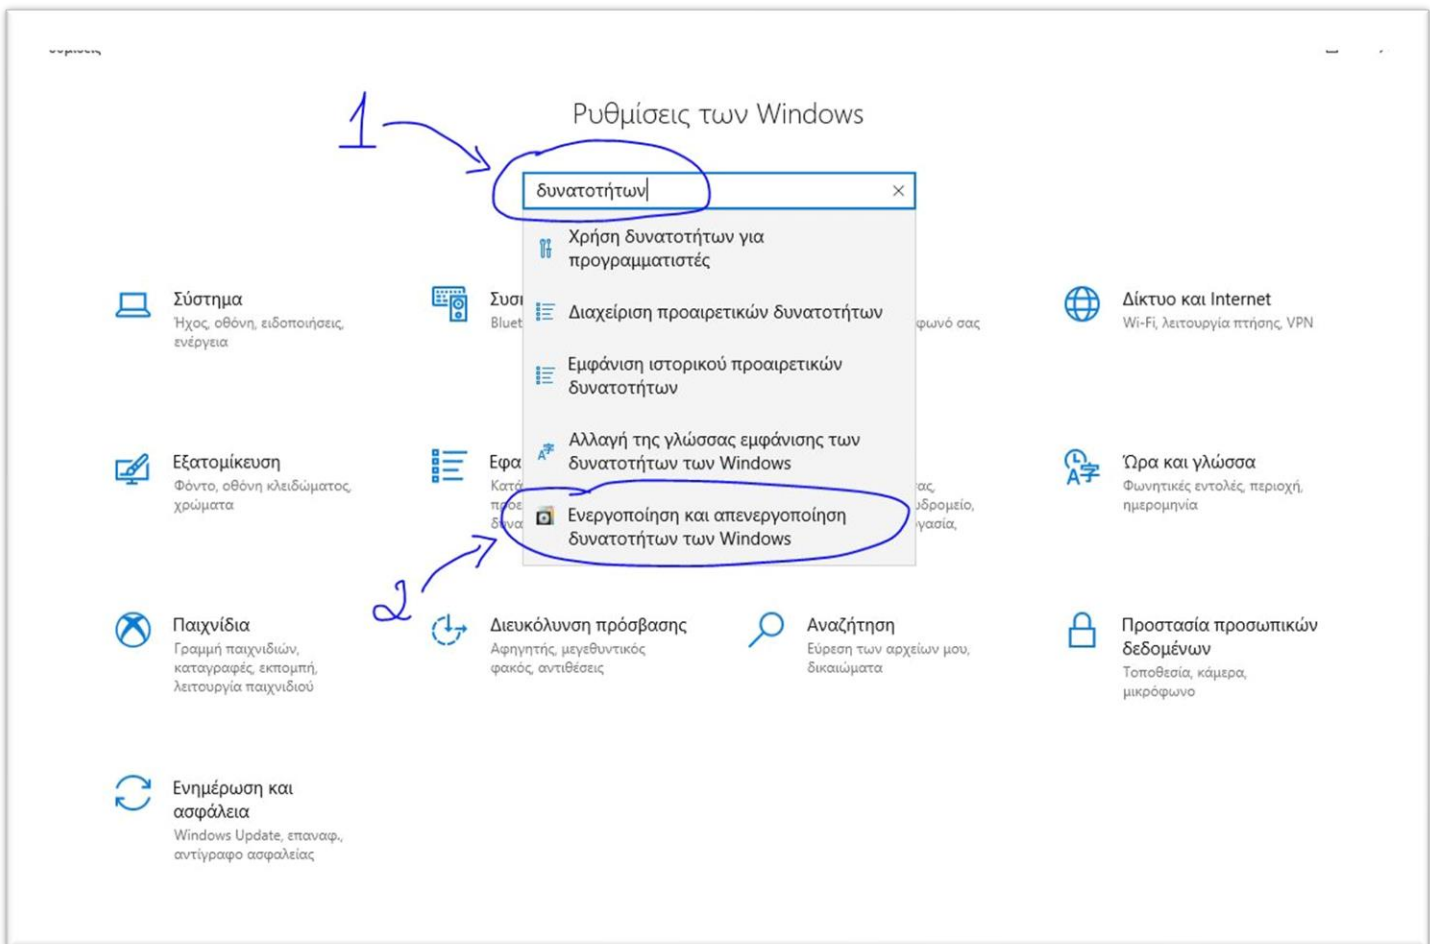 Ρυθμίσεις των Windows
1
δυνατοτήτων
Χρήση δυνατοτήτων για
προγραμματιστές
Διαχείριση προαιρετικών δυνατοτήτων
Εμφάνιση ιστορικού προαιρετικών
δυνατοτήτων
Αλλαγή της γλώσσας εμφάνισης των
δυνατοτήτων των Windows
Ενεργοποίηση και απενεργοποίηση
δυνατοτήτων των Windows
2
Σύστημα
Ήχος, οθόνη, ειδοποιήσεις,
ενέργεια
Δίκτυο και Internet
Wi-Fi, λειτουργία πτήσης, VPN
Εξατομίκευση
Φόντο, οθόνη κλειδώματος,
χρώματα
Ώρα και γλώσσα
Φωνητικές εντολές, περιοχή,
ημερομηνία
Παιχνίδια
Γραμμή παιχνιδιών,
καταγραφές, εκπομπή,
λειτουργία παιχνιδιού
Διευκόλυνση πρόσβασης
Αφηγητής, μεγεθυντικός
φακός, αντιθέσεις
Αναζήτηση
Εύρεση των αρχείων μου,
δικαιώματα
Προστασία προσωπικών
δεδομένων
Τοποθεσία, κάμερα,
μικρόφωνο
Ενημέρωση και
ασφάλεια
Windows Update, επαναφ.,
αντίγραφο ασφαλείας